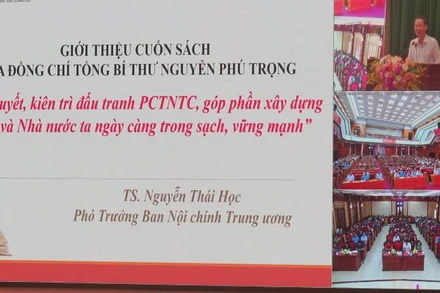 GIỚI THIỆU CUỐN SÁCH
A ĐỒNG CHÍ TỔNG BÍ THƯ NGUYỄN PHÚ TRỌNG
uyết, kiên trì đấu tranh PCTNTC, góp phần xây dựng
và Nhà nước ta ngày càng trong sạch, vững mạnh”
TS. Nguyễn Thái Học
Phó Trưởng Ban Nội chính Trung ương